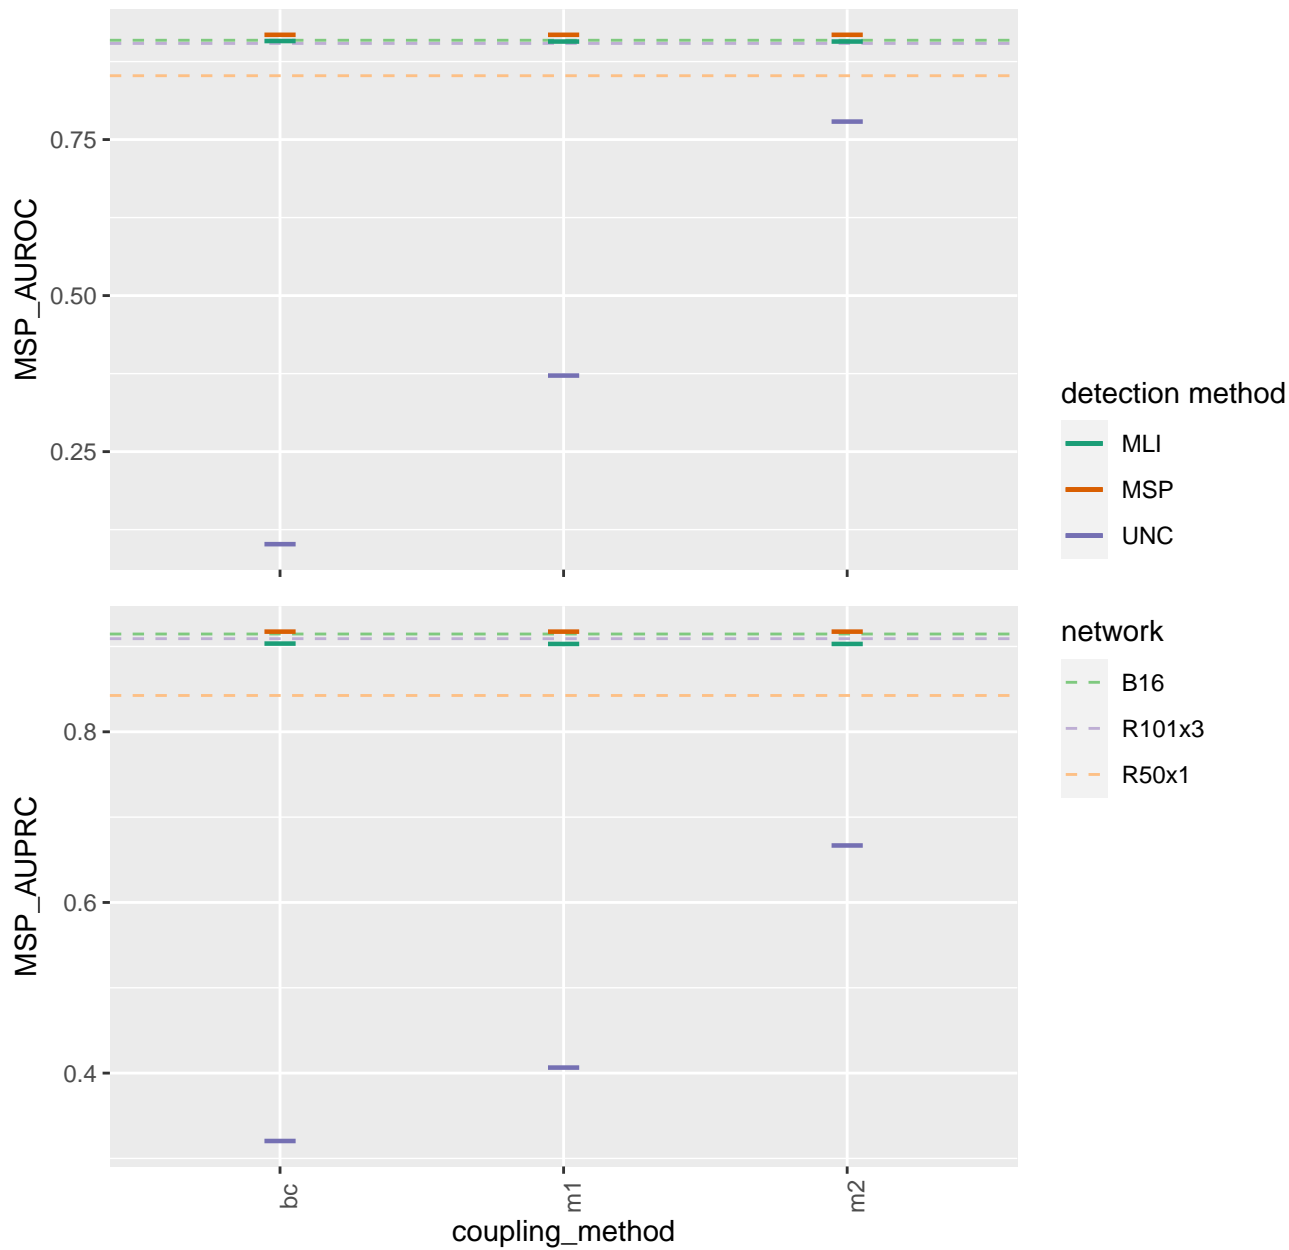 MSP_AUROC
0.75
0.50
0.25
MSP_AUPRC
0.8
0.6
0.4
bc
m1
m2
coupling_method
detection method
MLI
MSP
UNC
network
B16
R101x3
R50x1